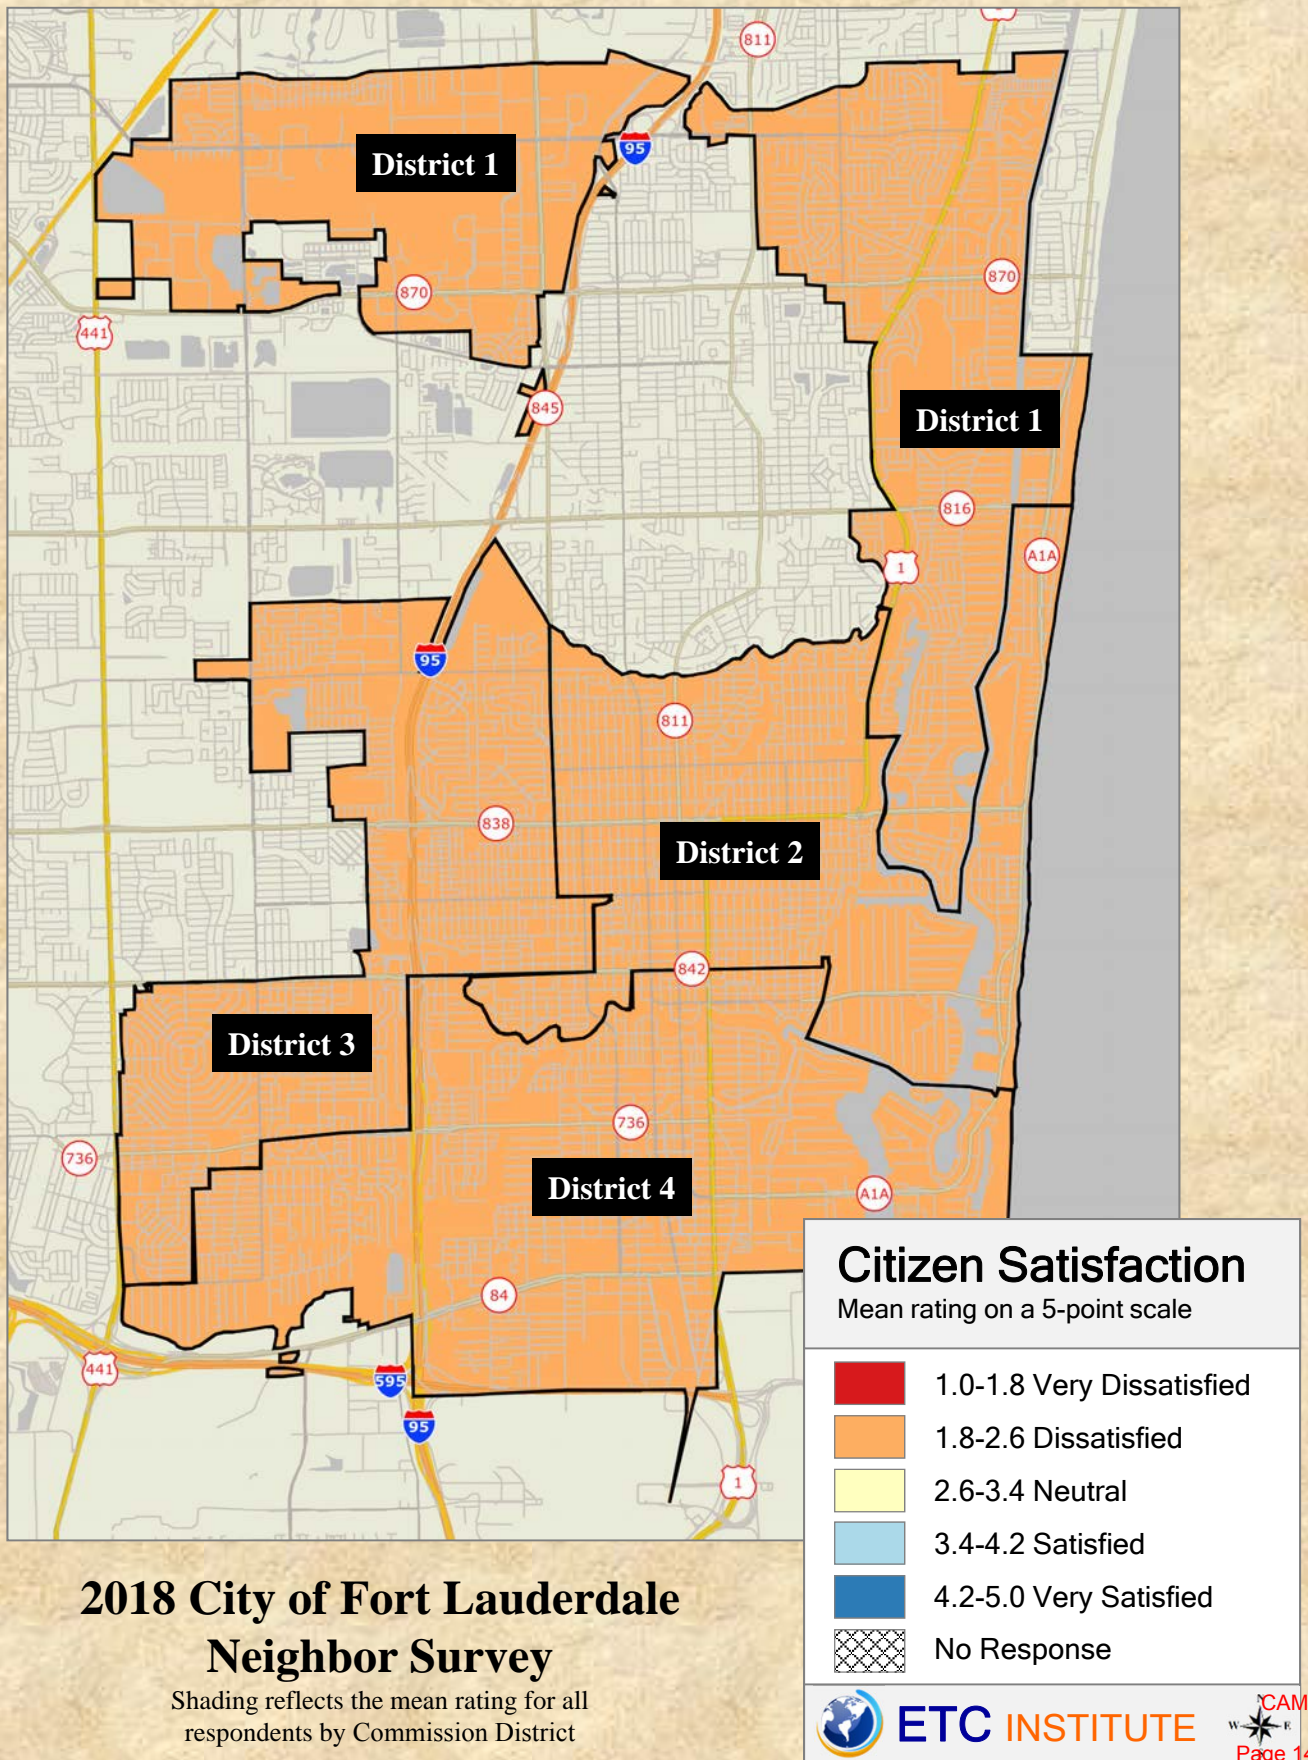 811
95
District 1
870
870
441
845
District 1
816
A1A
1
95
811
838
District 2
842
District 3
736
736
District 4
A1A
84
441
595
95
1
Citizen Satisfaction
Mean rating on a 5-point scale
1.0-1.8 Very Dissatisfied
1.8-2.6 Dissatisfied
2.6-3.4 Neutral
3.4-4.2 Satisfied
4.2-5.0 Very Satisfied
No Response
2018 City of Fort Lauderdale
Neighbor Survey
Shading reflects the mean rating for all
respondents by Commission District
ETC INSTITUTE
W E
CAM
Page 14